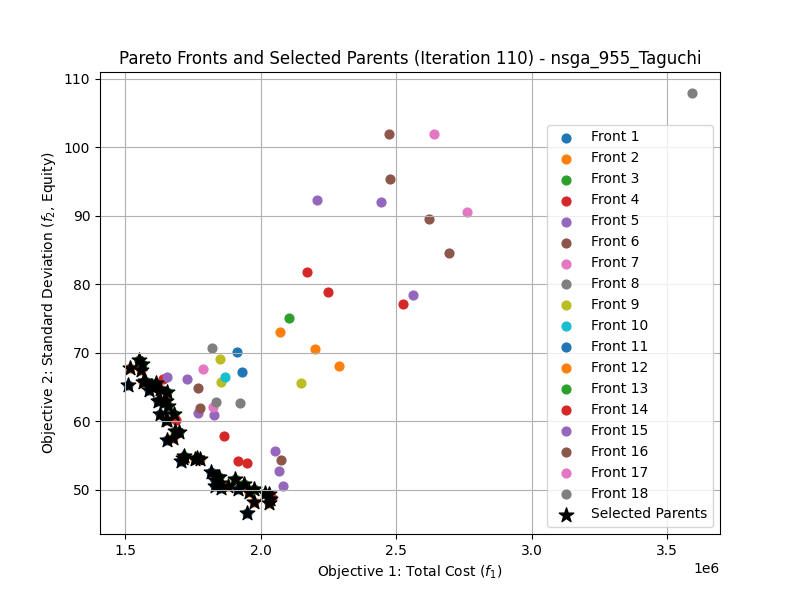 Pareto Fronts and Selected Parents (Iteration 110) - nsga_955_Taguchi
Objective 2: Standard Deviation (f₂, Equity)
110
100
90
80
70
60
50
1.5
2.0
2.5
3.0
3.5
1e6
Objective 1: Total Cost (f₁)
Front 1
Front 2
Front 3
Front 4
Front 5
Front 6
Front 7
Front 8
Front 9
Front 10
Front 11
Front 12
Front 13
Front 14
Front 15
Front 16
Front 17
Front 18
Selected Parents